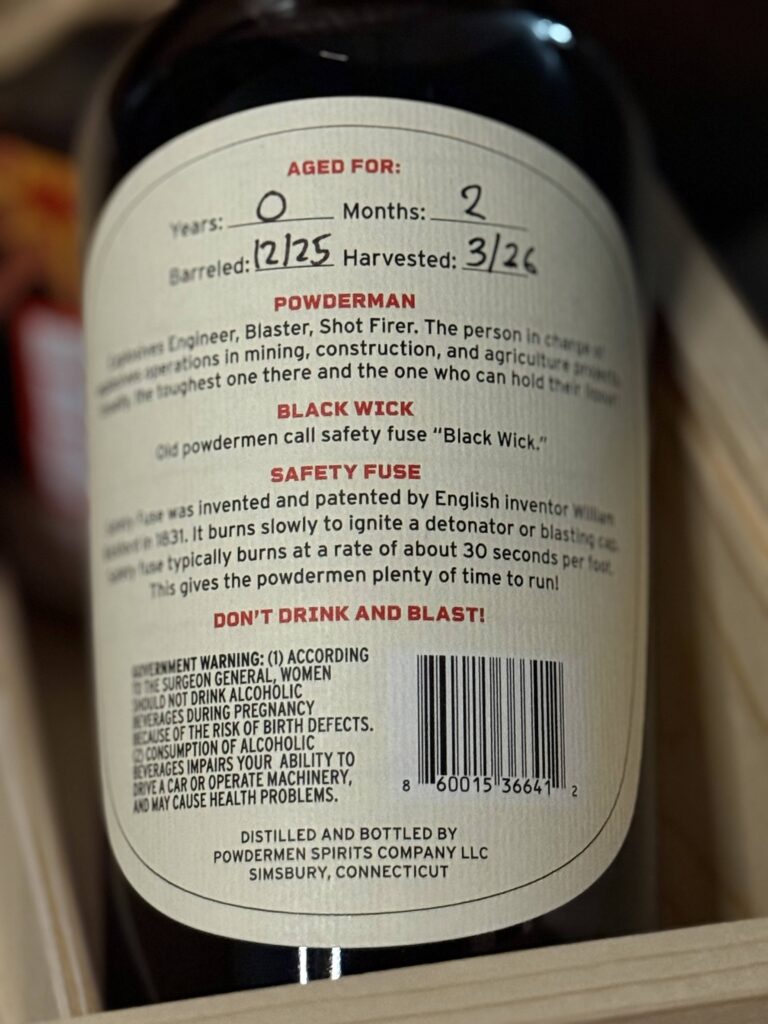 AGED FOR:
Years: 0 Months: 2
Barreled: 12/25 Harvested: 3/26
POWDERMAN
Explosives Engineer, Blaster, Shot Firer. The person in charge of
explosives operations in mining, construction, and agriculture projects
the toughest one there and the one who can hold their liquor!
BLACK WICK
Old powdermen call safety fuse “Black Wick.”
SAFETY FUSE
Safety fuse was invented and patented by English inventor William
in 1831. It burns slowly to ignite a detonator or blasting cap.
Safety fuse typically burns at a rate of about 30 seconds per foot.
This gives the powdermen plenty of time to run!
DON'T DRINK AND BLAST!
GOVERNMENT WARNING: (1) ACCORDING
TO THE SURGEON GENERAL, WOMEN
SHOULD NOT DRINK ALCOHOLIC
BEVERAGES DURING PREGNANCY
BECAUSE OF THE RISK OF BIRTH DEFECTS.
(2) CONSUMPTION OF ALCOHOLIC
BEVERAGES IMPAIRS YOUR ABILITY TO
DRIVE A CAR OR OPERATE MACHINERY,
AND MAY CAUSE HEALTH PROBLEMS.
8 60015 36641 2
DISTILLED AND BOTTLED BY
POWDERMEN SPIRITS COMPANY LLC
SIMSBURY, CONNECTICUT